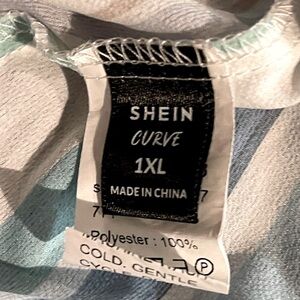 SHEIN
CURVE
1XL
MADE IN CHINA
Polyester : 100%
COLD, GENTLE
P